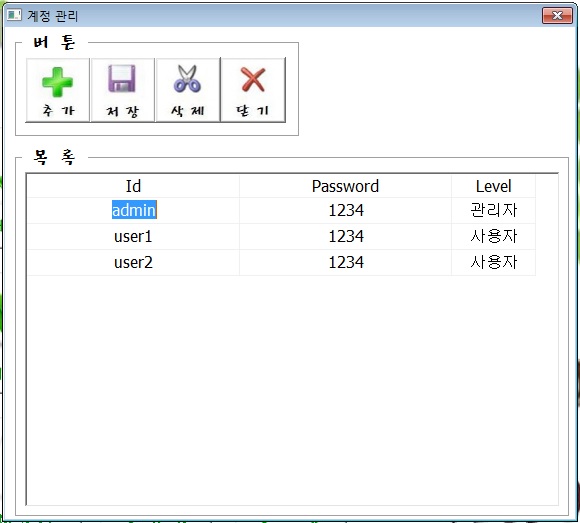 계정 관리
버 튼
추 가 저 장 삭 제 닫 기
목 록
Id Password Level
admin 1234 관리자
user1 1234 사용자
user2 1234 사용자